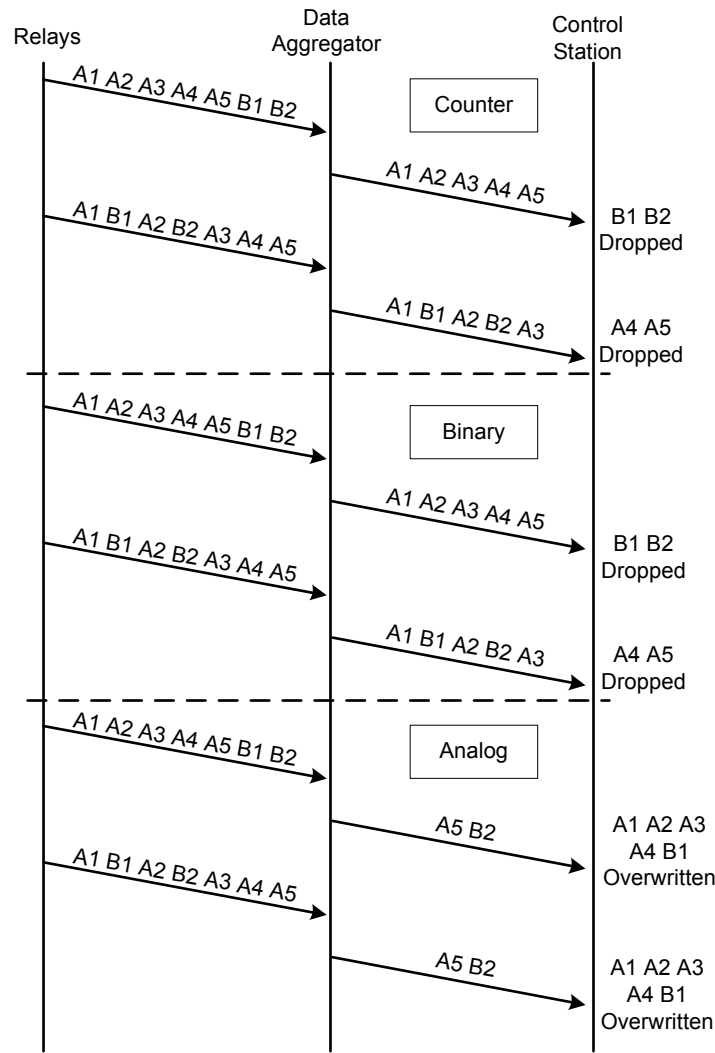 Relays
Data
Aggregator
Control
Station
A1 A2 A3 A4 A5 B1 B2
Counter
A1 A2 A3 A4 A5
A1 B1 A2 B2 A3 A4 A5
B1 B2
Dropped
A1 B1 A2 B2 A3
A4 A5
Dropped
A1 A2 A3 A4 A5 B1 B2
Binary
A1 A2 A3 A4 A5
A1 B1 A2 B2 A3 A4 A5
B1 B2
Dropped
A1 B1 A2 B2 A3
A4 A5
Dropped
A1 A2 A3 A4 A5 B1 B2
Analog
A5 B2
A1 A2 A3
A4 B1
Overwritten
A1 B1 A2 B2 A3 A4 A5
A5 B2
A1 A2 A3
A4 B1
Overwritten